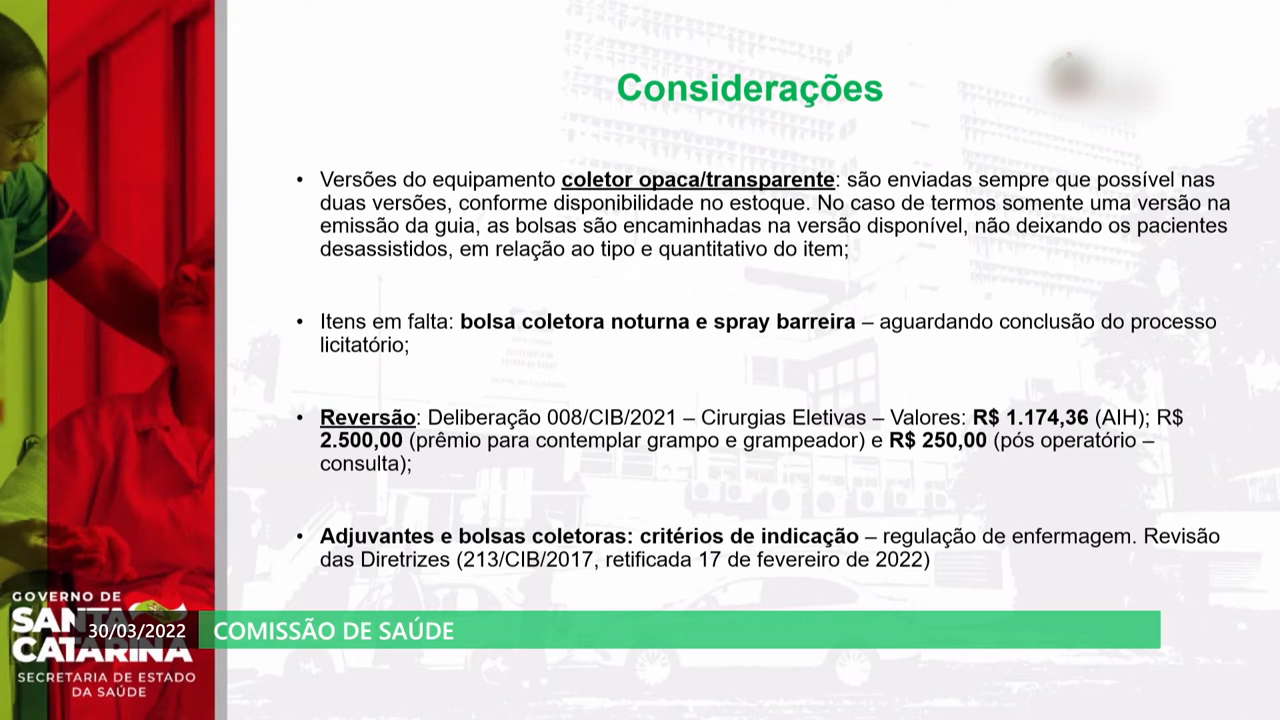 Considerações
• Versões do equipamento coletor opaca/transparente: são enviadas sempre que possível nas
duas versões, conforme disponibilidade no estoque. No caso de termos somente uma versão na
emissão da guia, as bolsas são encaminhadas na versão disponível, não deixando os pacientes
desassistidos, em relação ao tipo e quantitativo do item;
• Itens em falta: bolsa coletora noturna e spray barreira – aguardando conclusão do processo
licitatório;
• Reversão: Deliberação 008/CIB/2021 – Cirurgias Eletivas – Valores: R$ 1.174,36 (AIH); R$
2.500,00 (prêmio para contemplar grampo e grampeador) e R$ 250,00 (pós operatório –
consulta);
• Adjuvantes e bolsas coletoras: critérios de indicação – regulação de enfermagem. Revisão
das Diretrizes (213/CIB/2017, retificada 17 de fevereiro de 2022)
GOVERNO DE
SANTA
CATARINA
SECRETARIA DE ESTADO
DA SAÚDE
30/03/2022 COMISSÃO DE SAÚDE